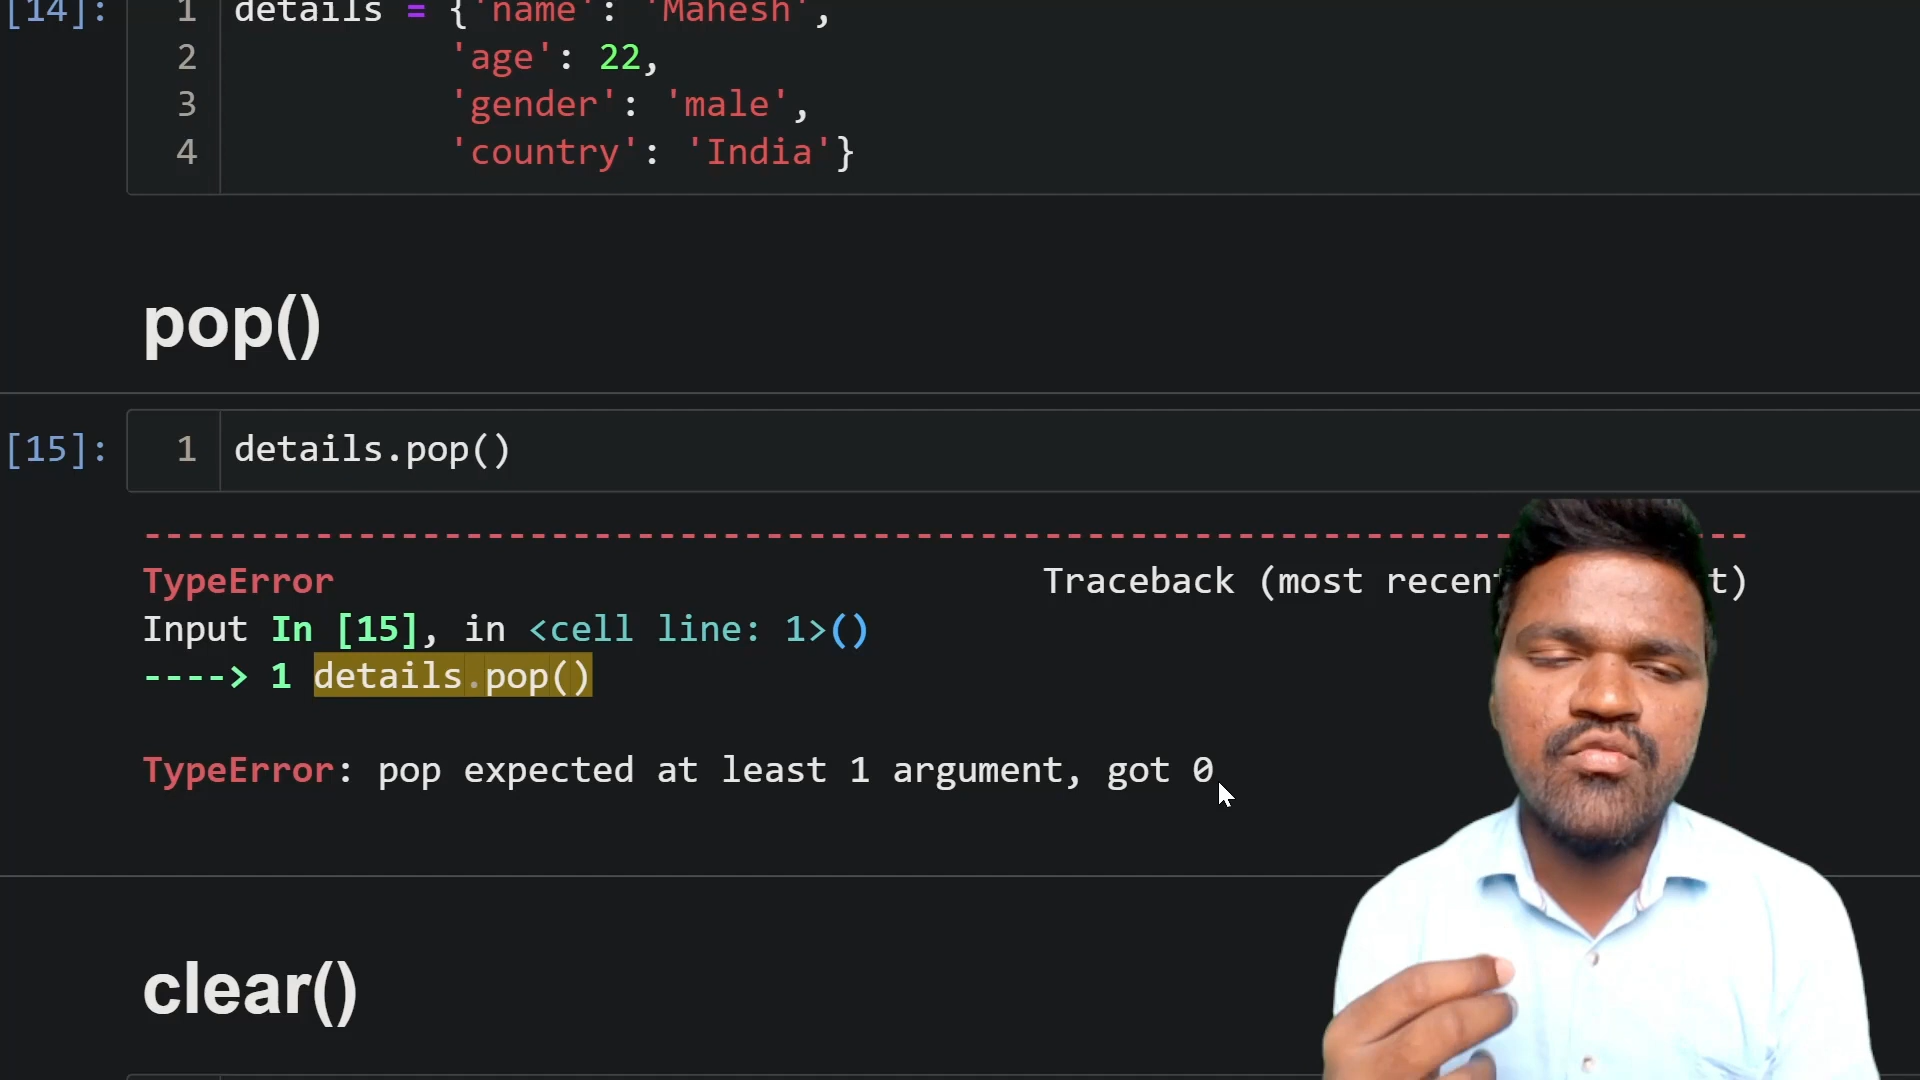 [14]: 1 details = {'name': 'Mahesh',
2 'age': 22,
3 'gender': 'male',
4 'country': 'India'}
pop()
[15]: 1 details.pop()
---------------------------------------------------------------------------
TypeError Traceback (most recent t)
Input In [15], in <cell line: 1>()
----> 1 details.pop()
TypeError: pop expected at least 1 argument, got 0
clear()